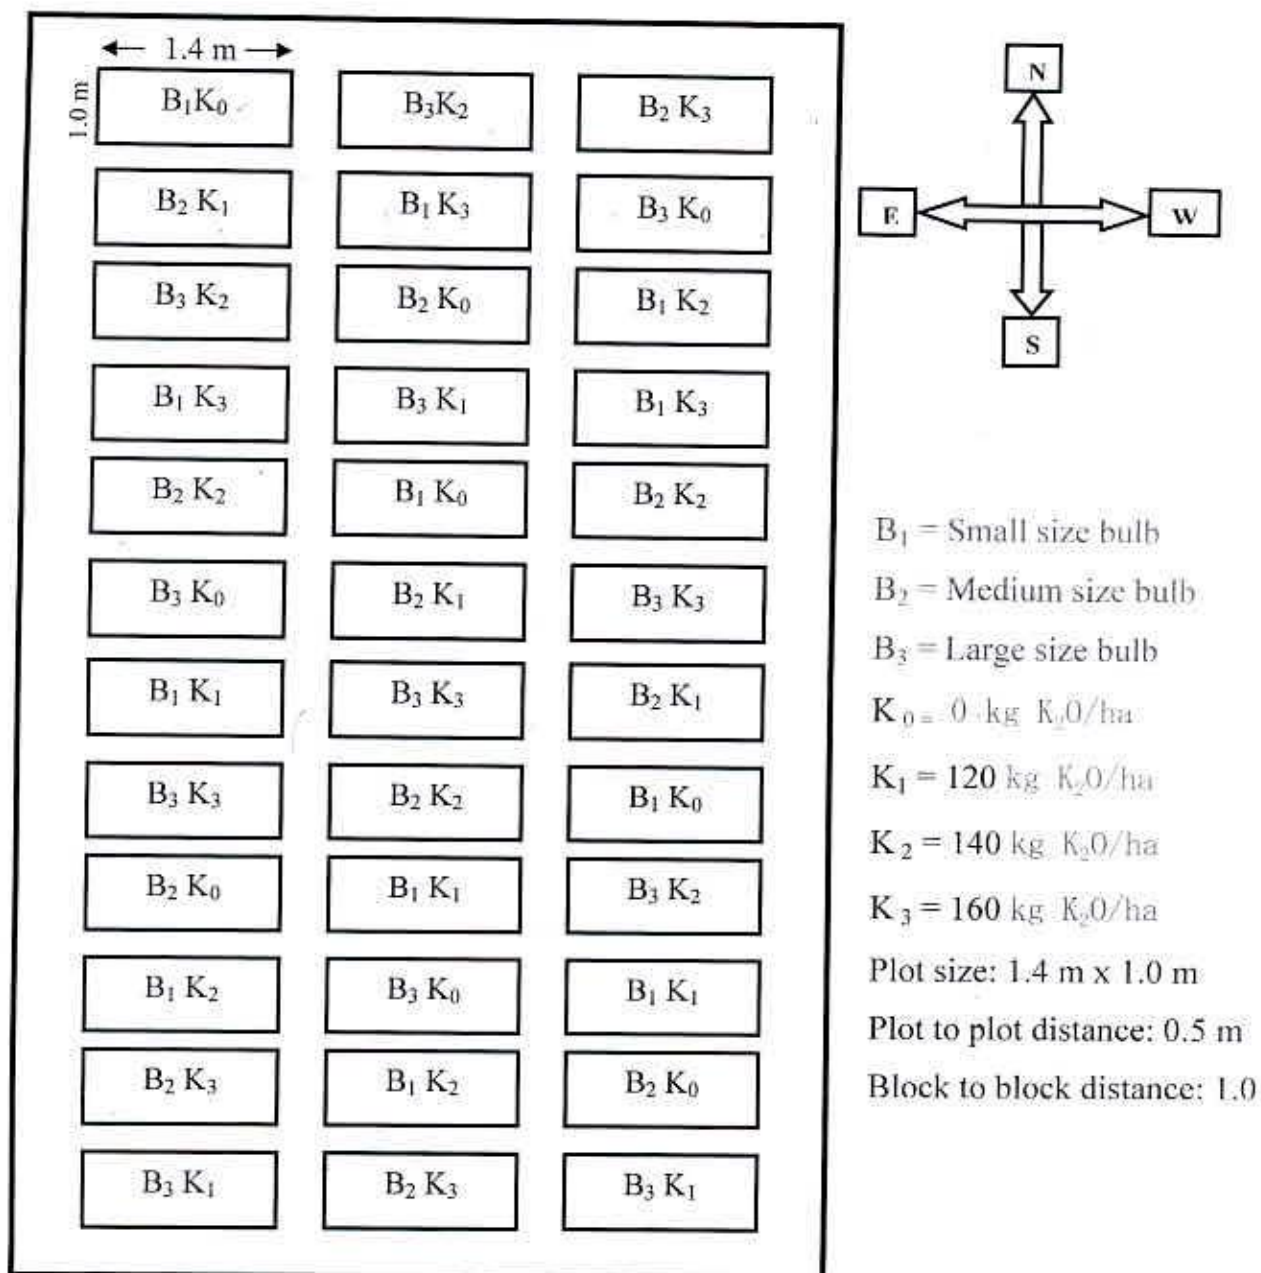 1.4 m
1.0 m
B₁K₀ B₃K₂ B₂ K₃
B₂ K₁ B₁ K₃ B₃ K₀
B₃ K₂ B₂ K₀ B₁ K₂
B₁ K₃ B₃ K₁ B₁ K₃
B₂ K₂ B₁ K₀ B₂ K₂
B₃ K₀ B₂ K₁ B₃ K₃
B₁ K₁ B₃ K₃ B₂ K₁
B₃ K₃ B₂ K₂ B₁ K₀
B₂ K₀ B₁ K₁ B₃ K₂
B₁ K₂ B₃ K₀ B₁ K₁
B₂ K₃ B₁ K₂ B₂ K₀
B₃ K₁ B₂ K₃ B₃ K₁
N
E W
S
B₁ = Small size bulb
B₂ = Medium size bulb
B₃ = Large size bulb
K ₀ = 0 kg K₂O/ha
K₁ = 120 kg K₂O/ha
K ₂ = 140 kg K₂O/ha
K ₃ = 160 kg K₂O/ha
Plot size: 1.4 m x 1.0 m
Plot to plot distance: 0.5 m
Block to block distance: 1.0